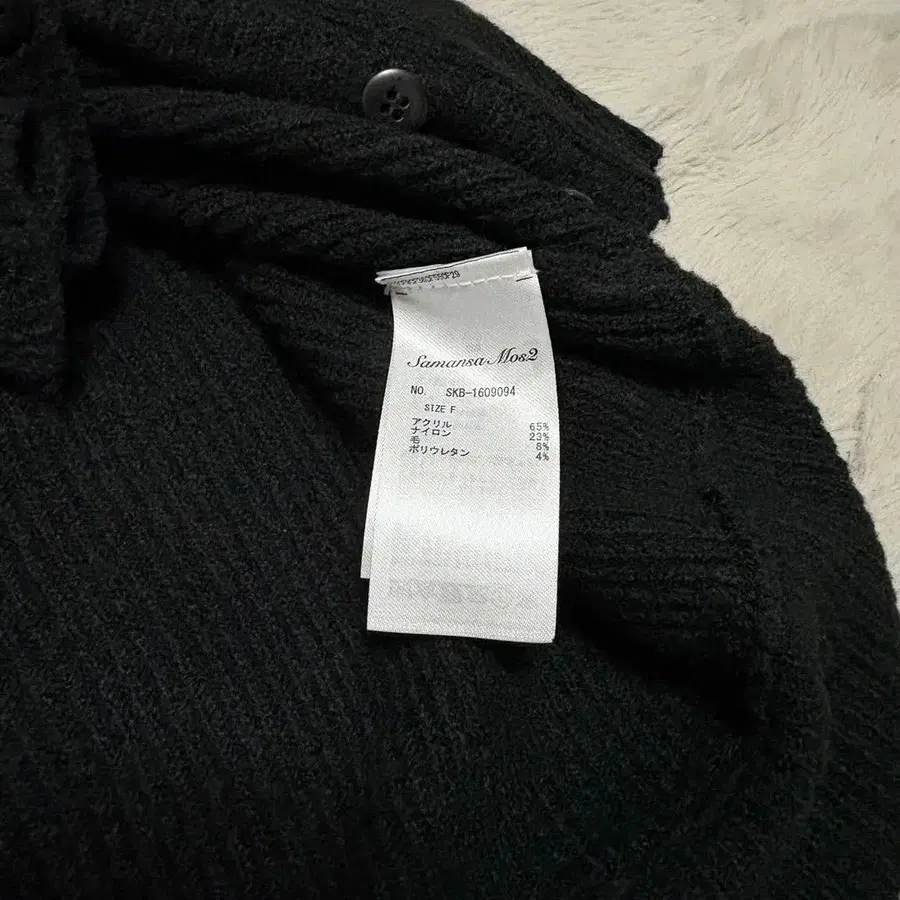 Samansa Mos2
NO. SKB-1609094
SIZE F
アクリル 65%
ナイロン 23%
毛 8%
ポリウレタン 4%